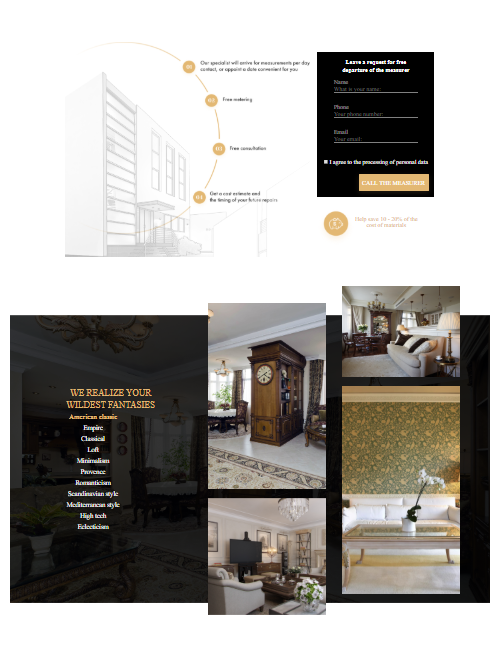 01
Our specialist will arrive for measurements per day
contact, or appoint a date convenient for you
02
Free metering
03
Free consultation
04
Get a cost estimate and
the timing of your future repairs
Leave a request for free
departure of the measurer
Name
What is your name:
Phone
Your phone number:
Email
Your email:
I agree to the processing of personal data
CALL THE MEASURER
Help save 10 - 20% of the
cost of materials
WE REALIZE YOUR
WILDEST FANTASIES
American classic
Empire
Classical
Loft
Minimalism
Provence
Romanticism
Scandinavian style
Mediterranean style
High tech
Eclecticism